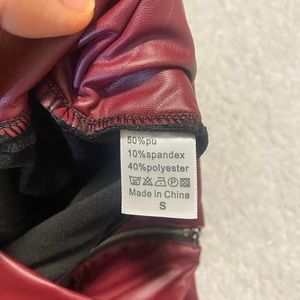 50%pu
10%spandex
40%polyester
Made in China
S